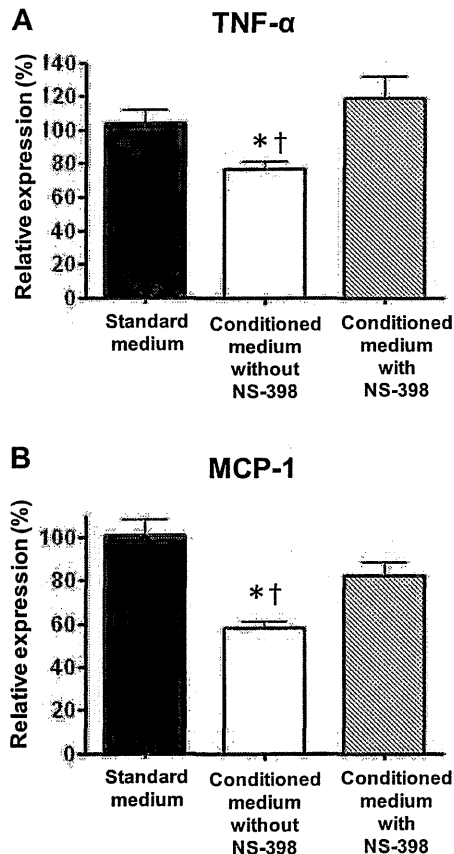 A
TNF-α
Relative expression (%)
140
120
100
80
60
40
20
0
* †
Standard
medium
Conditioned
medium
without
NS-398
Conditioned
medium
with
NS-398
B
MCP-1
Relative expression (%)
100
80
60
40
20
0
* †
Standard
medium
Conditioned
medium
without
NS-398
Conditioned
medium
with
NS-398